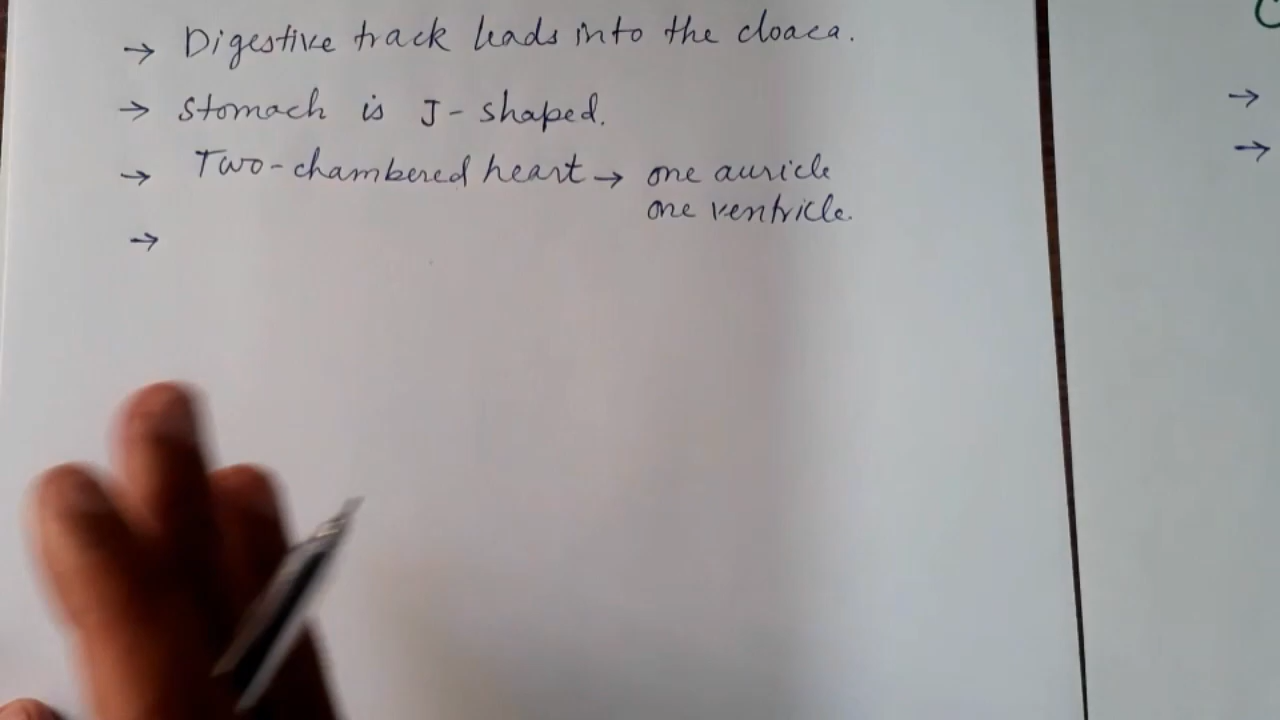 → Digestive track leads into the cloaca.
→ Stomach is J-shaped.
→ Two-chambered heart → one auricle
one ventricle.
→
→
→